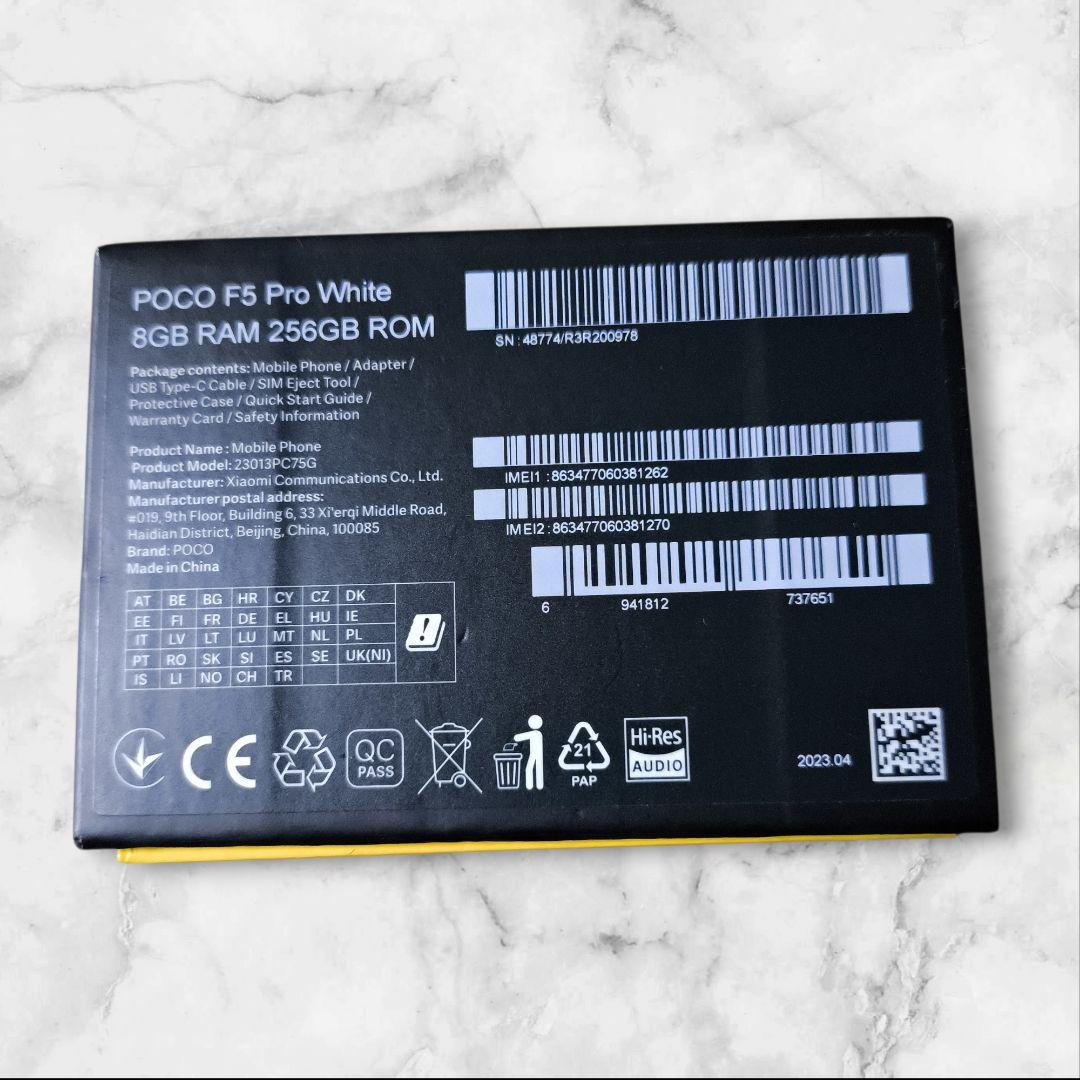 POCO F5 Pro White
8GB RAM 256GB ROM
Package contents: Mobile Phone / Adapter /
USB Type-C Cable / SIM Eject Tool /
Protective Case / Quick Start Guide /
Warranty Card / Safety Information
Product Name : Mobile Phone
Product Model: 23013PC75G
Manufacturer: Xiaomi Communications Co., Ltd.
Manufacturer postal address:
#019, 9th Floor, Building 6, 33 Xi'erqi Middle Road,
Haidian District, Beijing, China, 100085
Brand: POCO
Made in China
AT BE BG HR CY CZ DK
EE FI FR DE EL HU IE
IT LV LT LU MT NL PL
PT RO SK SI ES SE UK(NI)
IS LI NO CH TR
SN : 48774/R3R200978
IMEI1 : 863477060381262
IMEI2 : 863477060381270
6 941812 737651
CE
QC
PASS
21
PAP
Hi-Res
AUDIO
2023.04